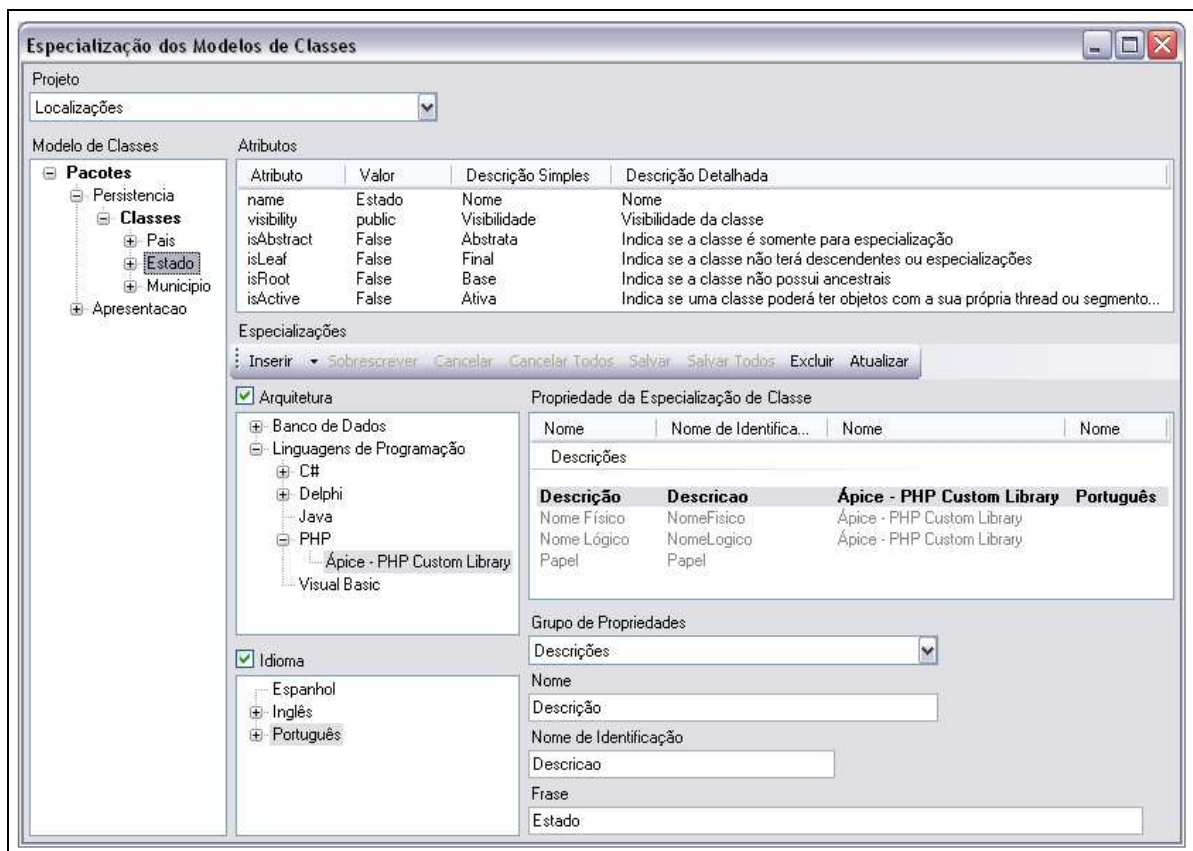 Especialização dos Modelos de Classes
Projeto
Localizações
Modelo de Classes
Pacotes
Persistencia
Classes
Pais
Estado
Municipio
Apresentacao
Atributos
Atributo Valor Descrição Simples Descrição Detalhada
name Estado Nome Nome
visibility public Visibilidade Visibilidade da classe
isAbstract False Abstrata Indica se a classe é somente para especialização
isLeaf False Final Indica se a classe não terá descendentes ou especializações
isRoot False Base Indica se a classe não possui ancestrais
isActive False Ativa Indica se uma classe poderá ter objetos com a sua própria thread ou segmento...
Especializações
Inserir Sobrescrever Cancelar Cancelar Todos Salvar Salvar Todos Excluir Atualizar
Arquitetura
Banco de Dados
Linguagens de Programação
C#
Delphi
Java
PHP
Ápice - PHP Custom Library
Visual Basic
Idioma
Espanhol
Inglês
Português
Propriedade da Especialização de Classe
Nome Nome de Identifica... Nome Nome
Descrições
Descrição Descricao Ápice - PHP Custom Library Português
Nome Físico NomeFisico Ápice - PHP Custom Library
Nome Lógico NomeLogico Ápice - PHP Custom Library
Papel Papel
Grupo de Propriedades
Descrições
Nome
Descrição
Nome de Identificação
Descricao
Frase
Estado